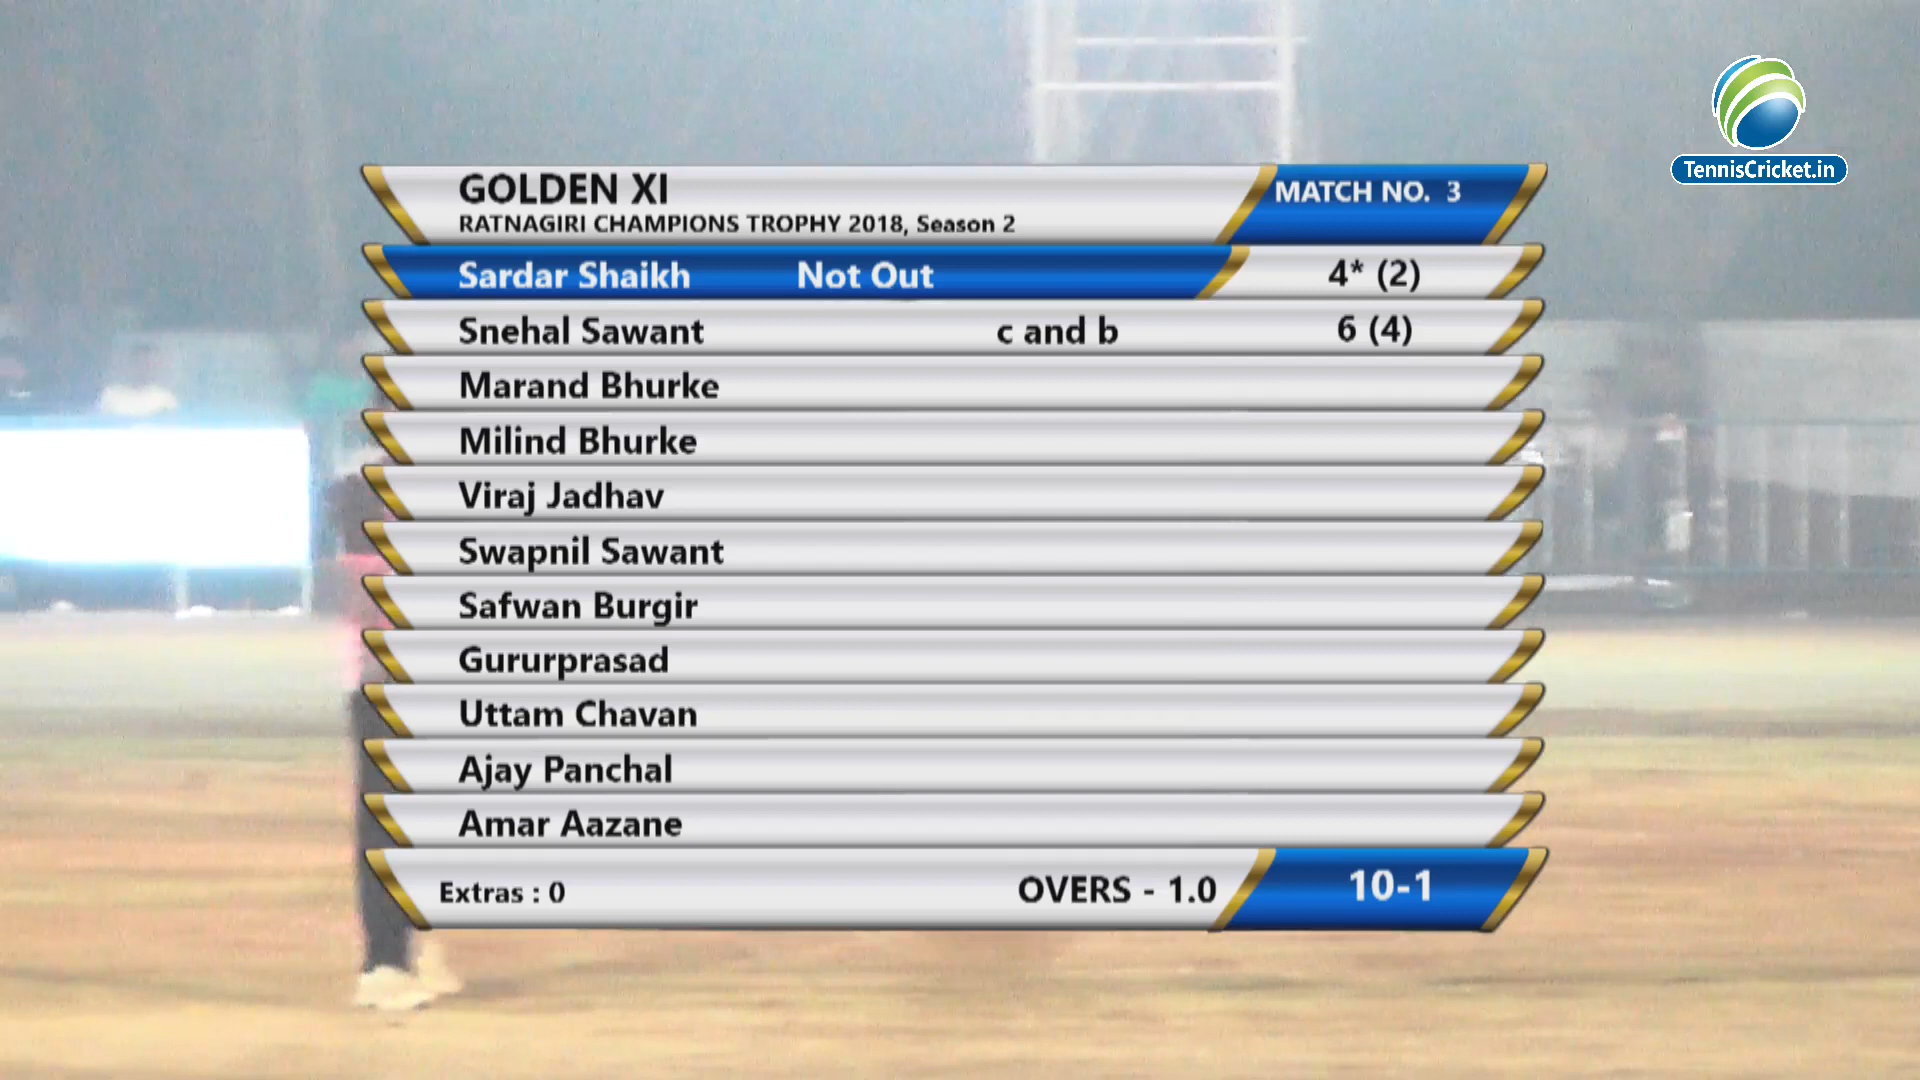 TennisCricket.in
GOLDEN XI
RATNAGIRI CHAMPIONS TROPHY 2018, Season 2
MATCH NO. 3
Sardar Shaikh Not Out 4* (2)
Snehal Sawant c and b 6 (4)
Marand Bhurke
Milind Bhurke
Viraj Jadhav
Swapnil Sawant
Safwan Burgir
Gururprasad
Uttam Chavan
Ajay Panchal
Amar Aazane
Extras : 0 OVERS - 1.0 10-1